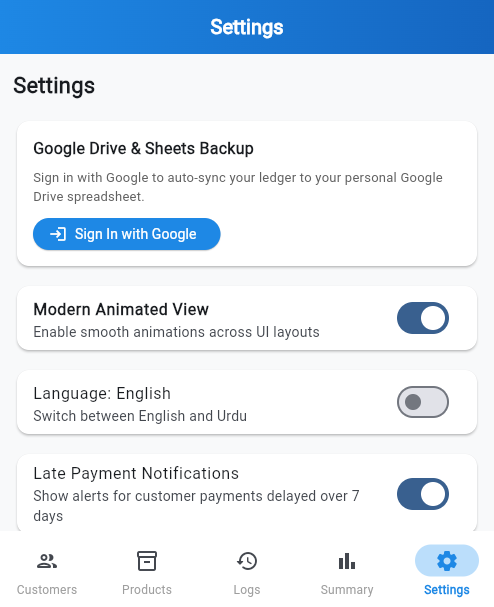 Settings
Settings
Google Drive & Sheets Backup
Sign in with Google to auto-sync your ledger to your personal Google
Drive spreadsheet.
Sign In with Google
Modern Animated View
Enable smooth animations across UI layouts
Language: English
Switch between English and Urdu
Late Payment Notifications
Show alerts for customer payments delayed over 7
days
Customers
Products
Logs
Summary
Settings